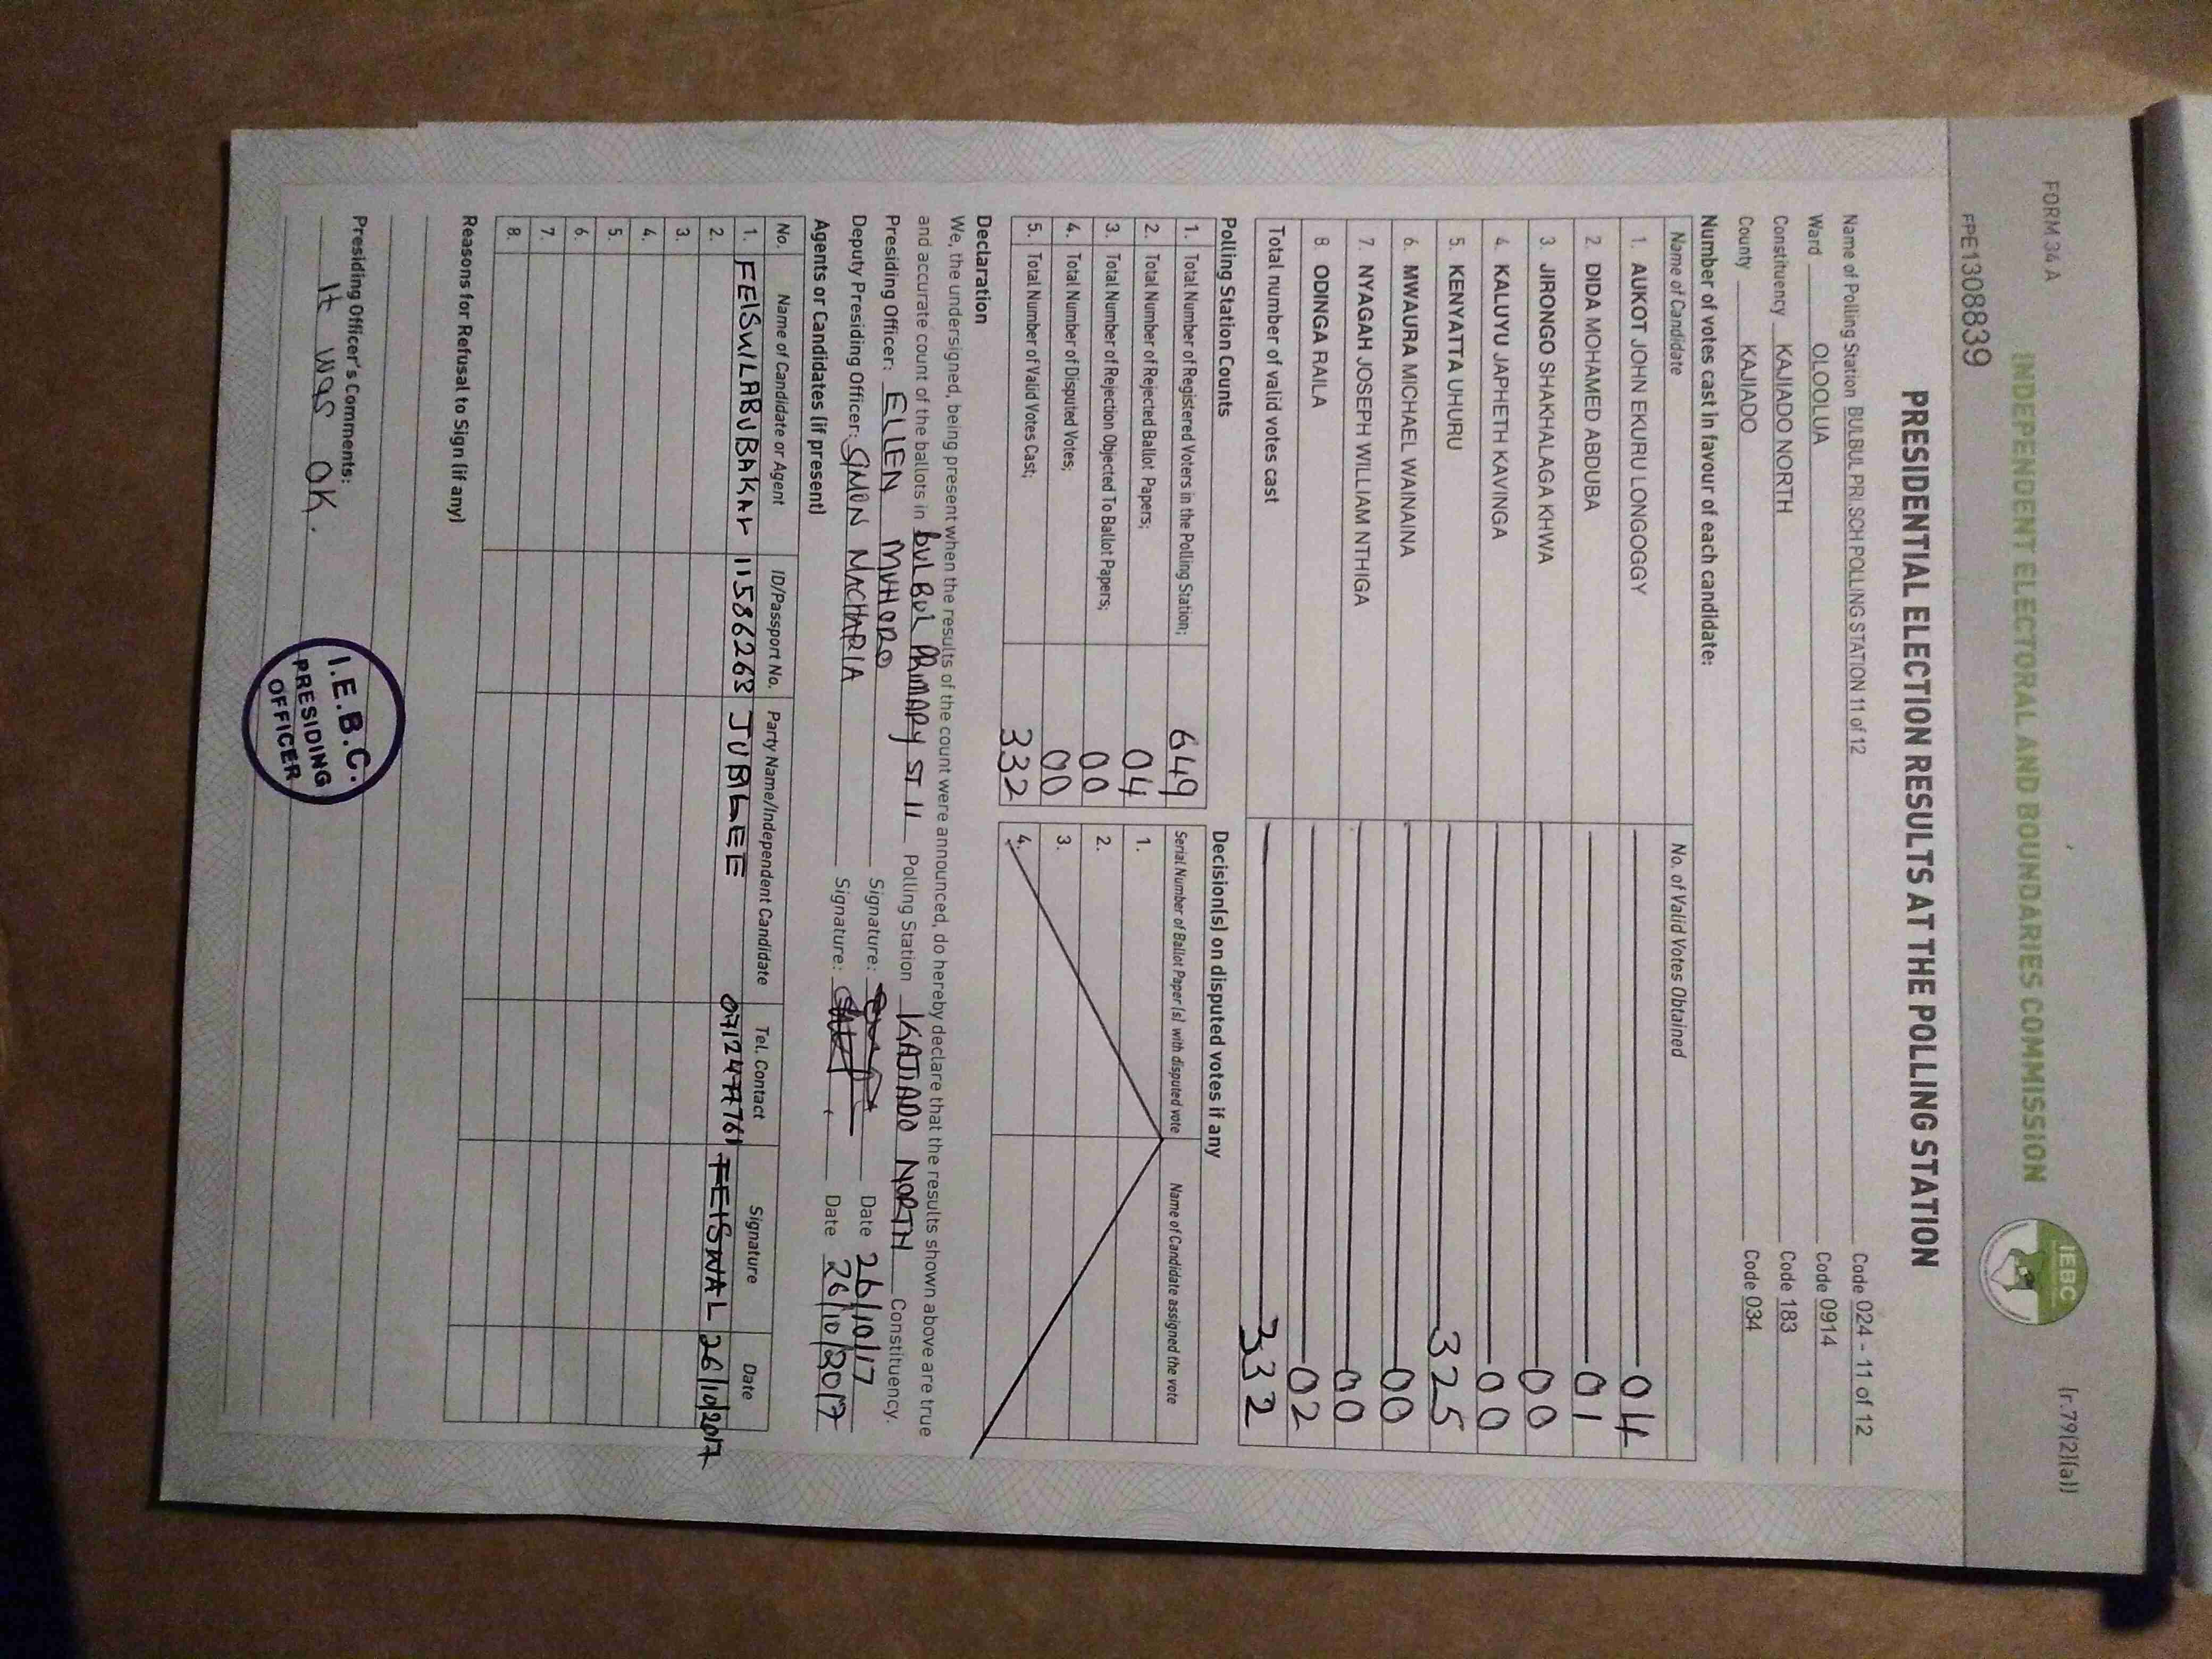 FORM 34 A
(r.79(2)(a))
INDEPENDENT ELECTORAL AND BOUNDARIES COMMISSION
IEBC
FPE1308839
PRESIDENTIAL ELECTION RESULTS AT THE POLLING STATION
Name of Polling Station BULBUL PRI. SCH POLLING STATION 11 of 12 Code 024 - 11 of 12
Ward OLOOLUA Code 0914
Constituency KAJIADO NORTH Code 183
County KAJIADO Code 034
Number of votes cast in favour of each candidate:
Name of Candidate No. of Valid Votes Obtained
1. AUKOT JOHN EKURU LONGOGGY 04
2. DIDA MOHAMED ABDUBA 01
3. JIRONGO SHAKHALAGA KHWA 00
4. KALUYU JAPHETH KAVINGA 00
5. KENYATTA UHURU 325
6. MWAURA MICHAEL WAINAINA 00
7. NYAGAH JOSEPH WILLIAM NTHIGA 00
8. ODINGA RAILA 02
Total number of valid votes cast 332
Polling Station Counts
1. Total Number of Registered Voters in the Polling Station; 649
2. Total Number of Rejected Ballot Papers; 04
3. Total Number of Rejection Objected To Ballot Papers; 00
4. Total Number of Disputed Votes; 00
5. Total Number of Valid Votes Cast; 332
Decision(s) on disputed votes if any
Serial Number of Ballot Paper (s) with disputed vote Name of Candidate assigned the vote
1.
2.
3.
4.
Declaration
We, the undersigned, being present when the results of the count were announced, do hereby declare that the results shown above are true
and accurate count of the ballots in BULBUL PRIMARY ST 11 Polling Station KAJIADO NORTH Constituency.
Presiding Officer: ELLEN MUHORO Signature: Date 26/10/17
Deputy Presiding Officer: SIMON MACHARIA Signature: Date 26/10/2017
Agents or Candidates (if present)
No. Name of Candidate or Agent ID/Passport No. Party Name/Independent Candidate Tel. Contact Signature Date
1. FEISULABUBAKAR 11586263 JUBILEE 0712477761 FEISWAL 26/10/2017
2.
3.
4.
5.
6.
7.
8.
Reasons for Refusal to Sign (if any)
Presiding Officer's Comments:
It was OK.
I.E.B.C.
PRESIDING
OFFICER